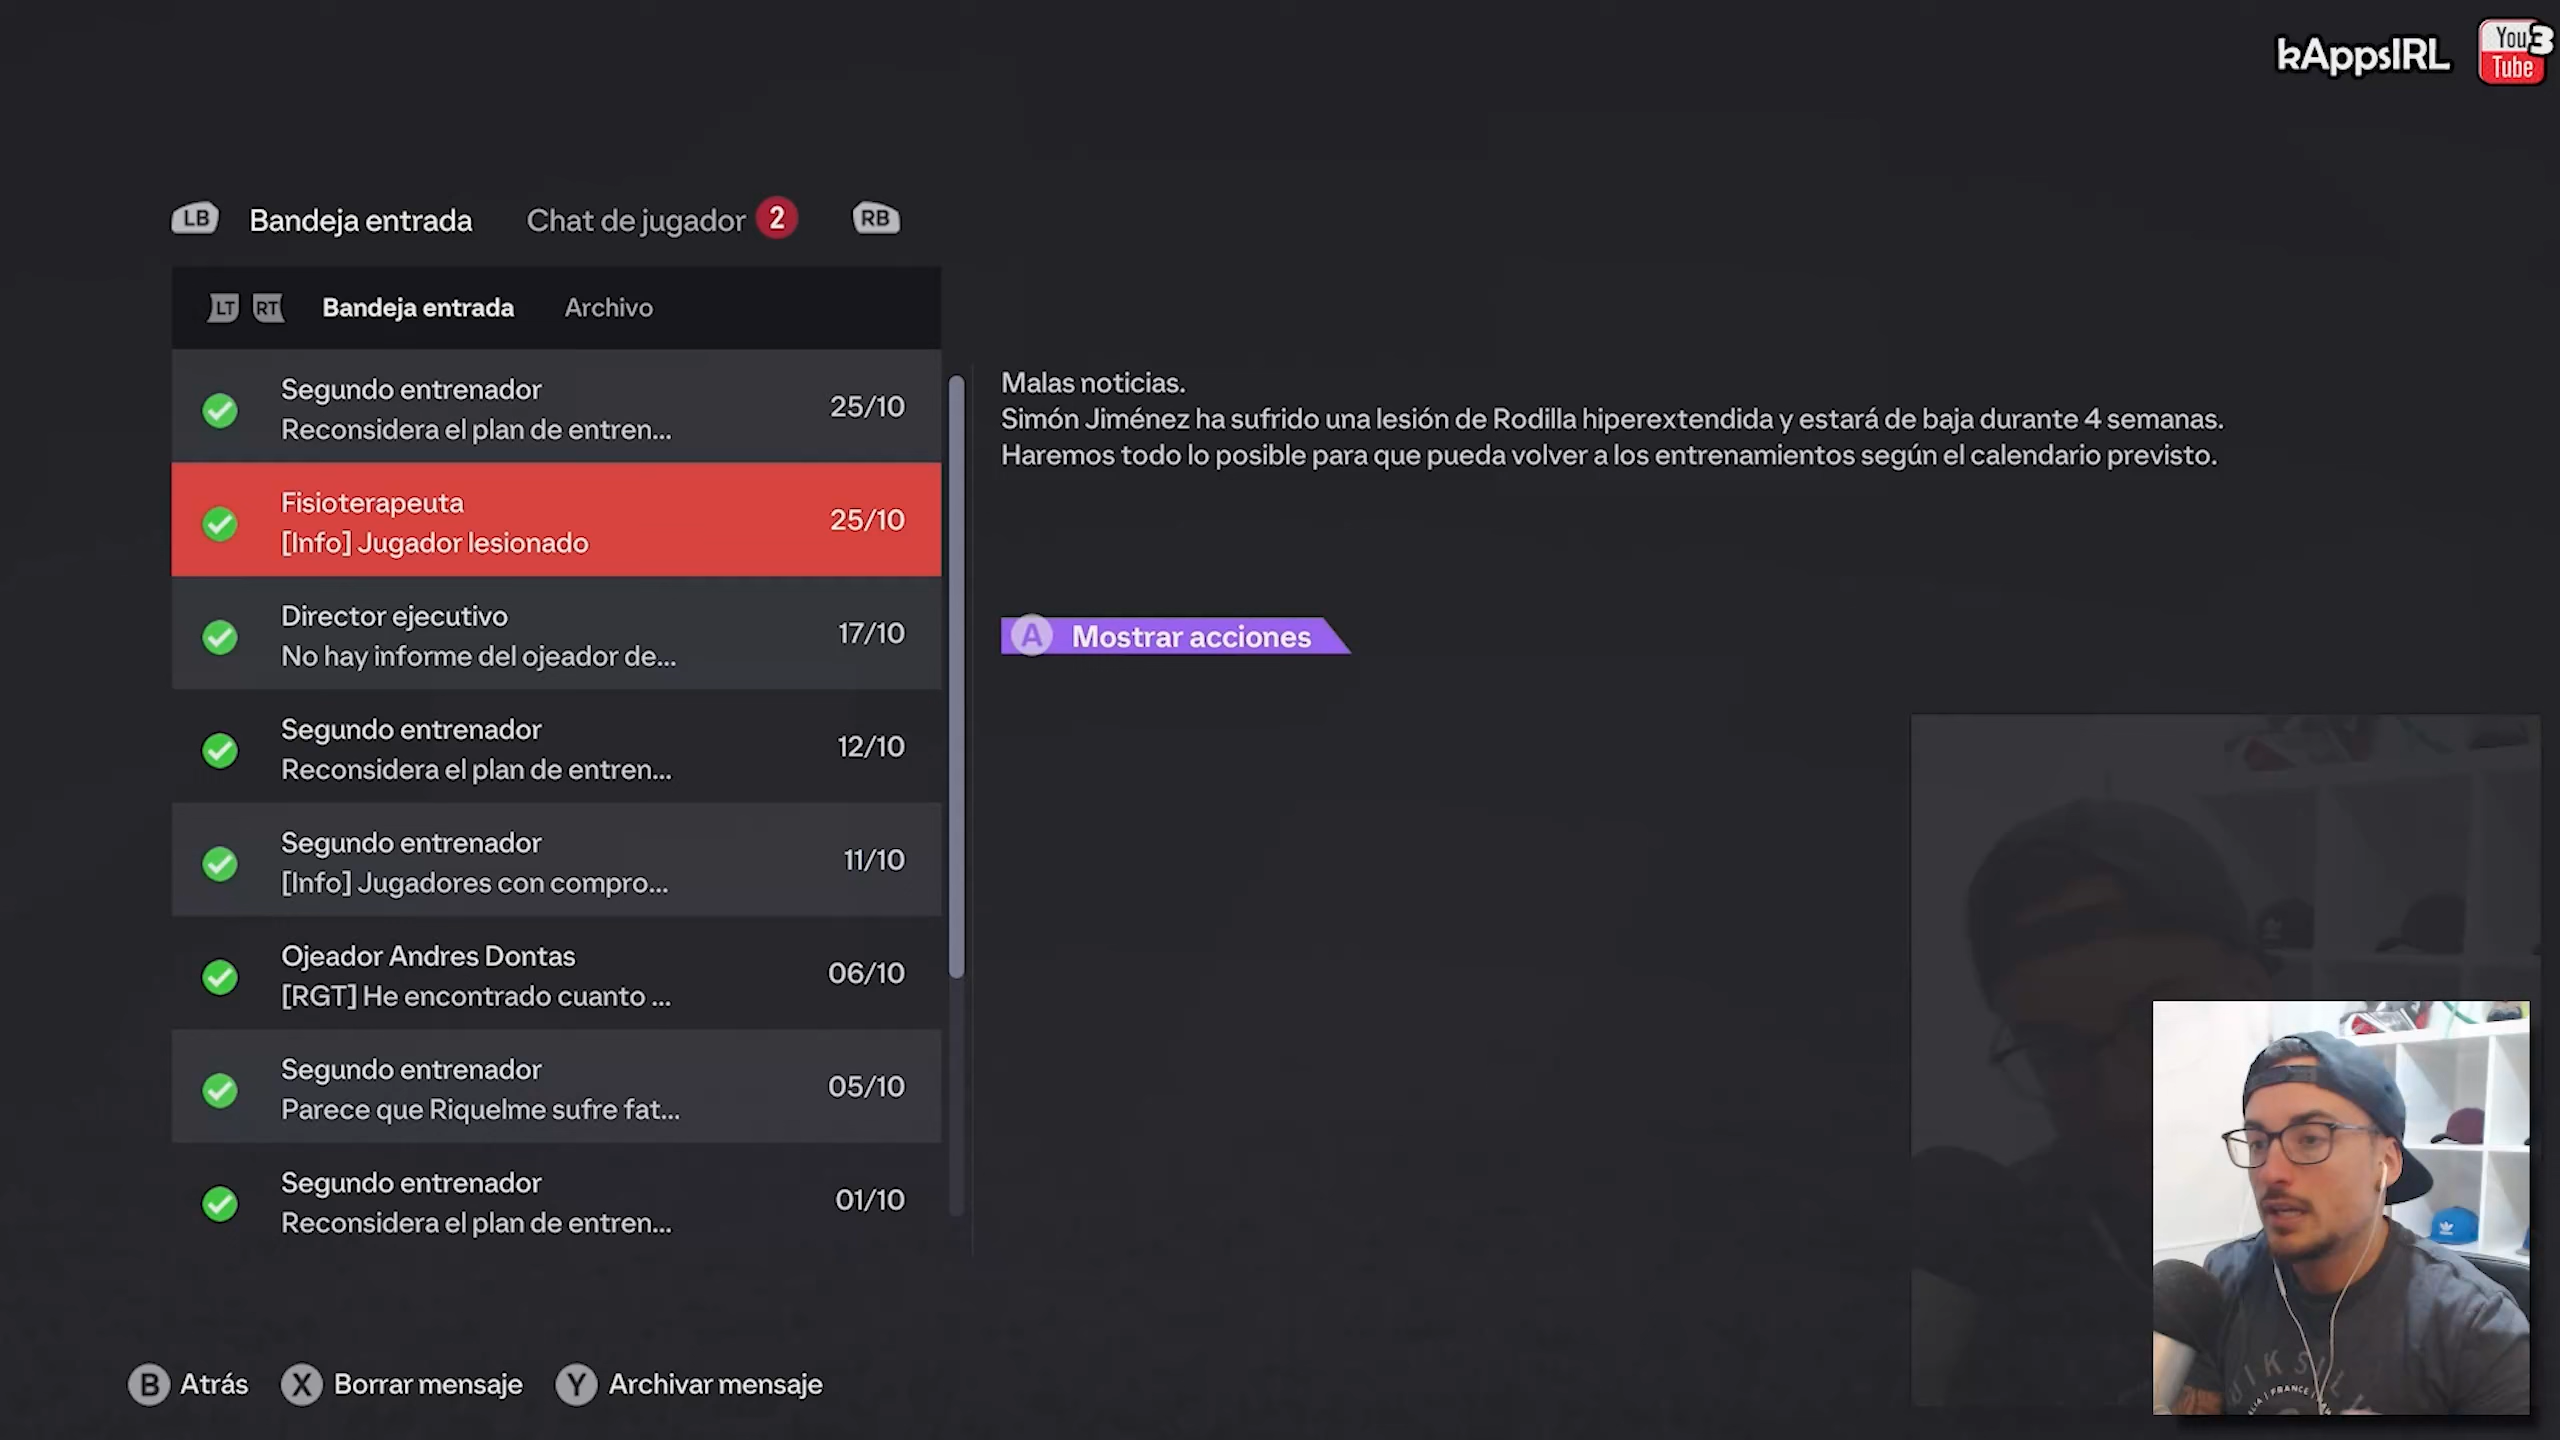 kAppsIRL
You 3
Tube
LB Bandeja entrada Chat de jugador 2 RB
LT RT Bandeja entrada Archivo
Segundo entrenador 25/10
Reconsidera el plan de entren...
Fisioterapeuta 25/10
[Info] Jugador lesionado
Director ejecutivo 17/10
No hay informe del ojeador de...
Segundo entrenador 12/10
Reconsidera el plan de entren...
Segundo entrenador 11/10
[Info] Jugadores con compro...
Ojeador Andres Dontas 06/10
[RGT] He encontrado cuanto ...
Segundo entrenador 05/10
Parece que Riquelme sufre fat...
Segundo entrenador 01/10
Reconsidera el plan de entren...
Malas noticias.
Simón Jiménez ha sufrido una lesión de Rodilla hiperextendida y estará de baja durante 4 semanas.
Haremos todo lo posible para que pueda volver a los entrenamientos según el calendario previsto.
A Mostrar acciones
B Atrás X Borrar mensaje Y Archivar mensaje